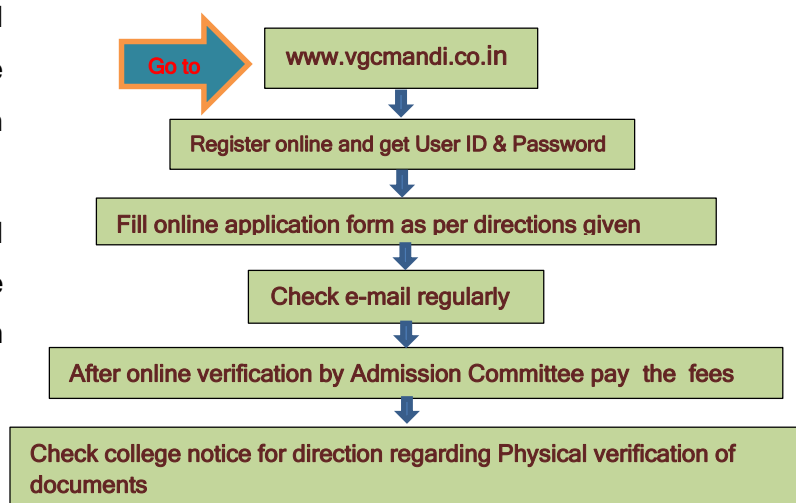 Go to
www.vgcmandi.co.in
Register online and get User ID & Password
Fill online application form as per directions given
Check e-mail regularly
After online verification by Admission Committee pay the fees
Check college notice for direction regarding Physical verification of
documents